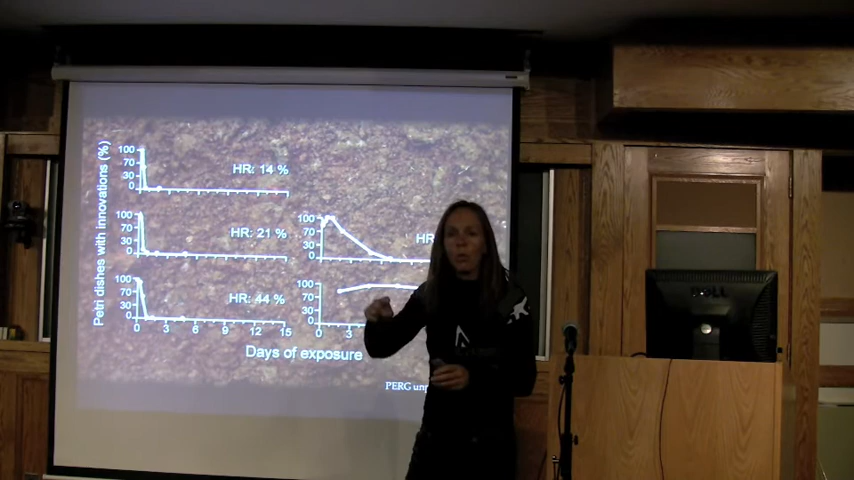 Petri dishes with innovations (%)
100
70
30
0
HR: 14 %
100
70
30
0
HR: 21 %
100
70
30
0
HR: 44 %
0 3 6 9 12 15
100
70
30
0
HR
100
70
30
0
0 3
Days of exposure
PERG
DELL